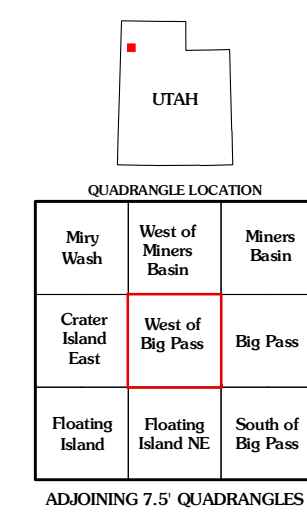 UTAH
QUADRANGLE LOCATION
Miry
Wash
West of
Miners
Basin
Miners
Basin
Crater
Island
East
West of
Big Pass
Big Pass
Floating
Island
Floating
Island NE
South of
Big Pass
ADJOINING 7.5' QUADRANGLES